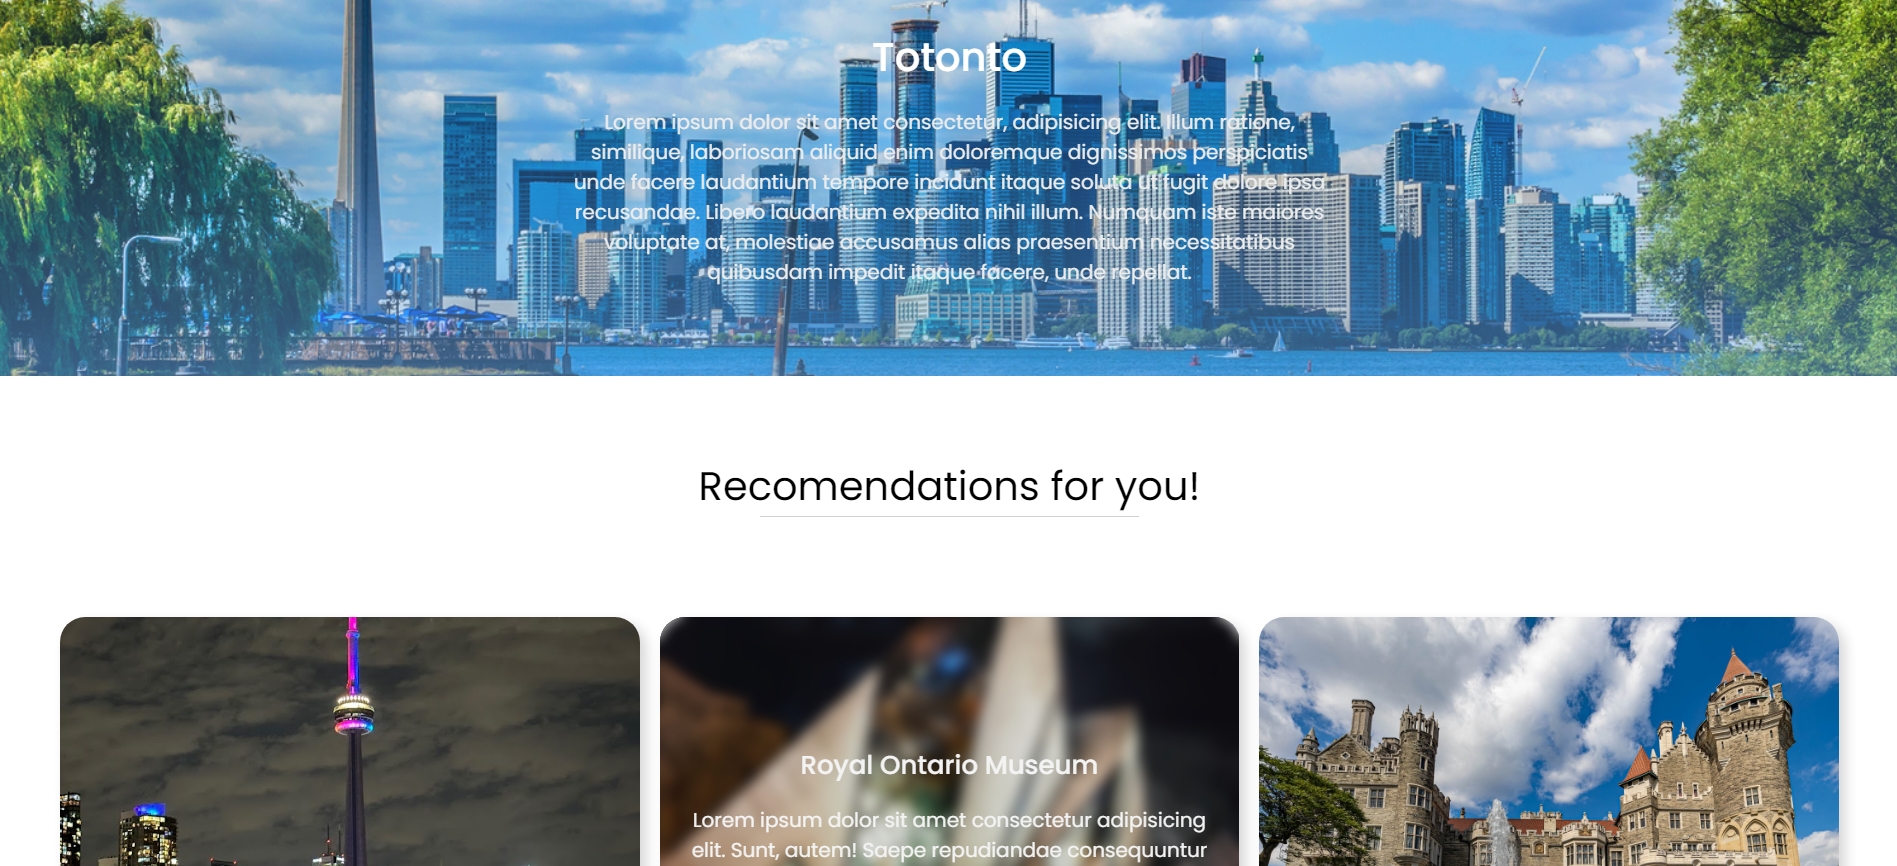 Totonto
Lorem ipsum dolor sit amet consectetur, adipisicing elit. Illum ratione,
similique, laboriosam aliquid enim doloremque dignissimos perspiciatis
unde facere laudantium tempore incidunt itaque soluta ut fugit dolore ipsa
recusandae. Libero laudantium expedita nihil illum. Numquam iste maiores
voluptate at, molestiae accusamus alias praesentium necessitatibus
quibusdam impedit itaque facere, unde repellat.
Recomendations for you!
Royal Ontario Museum
Lorem ipsum dolor sit amet consectetur adipisicing
elit. Sunt, autem! Saepe repudiandae consequuntur